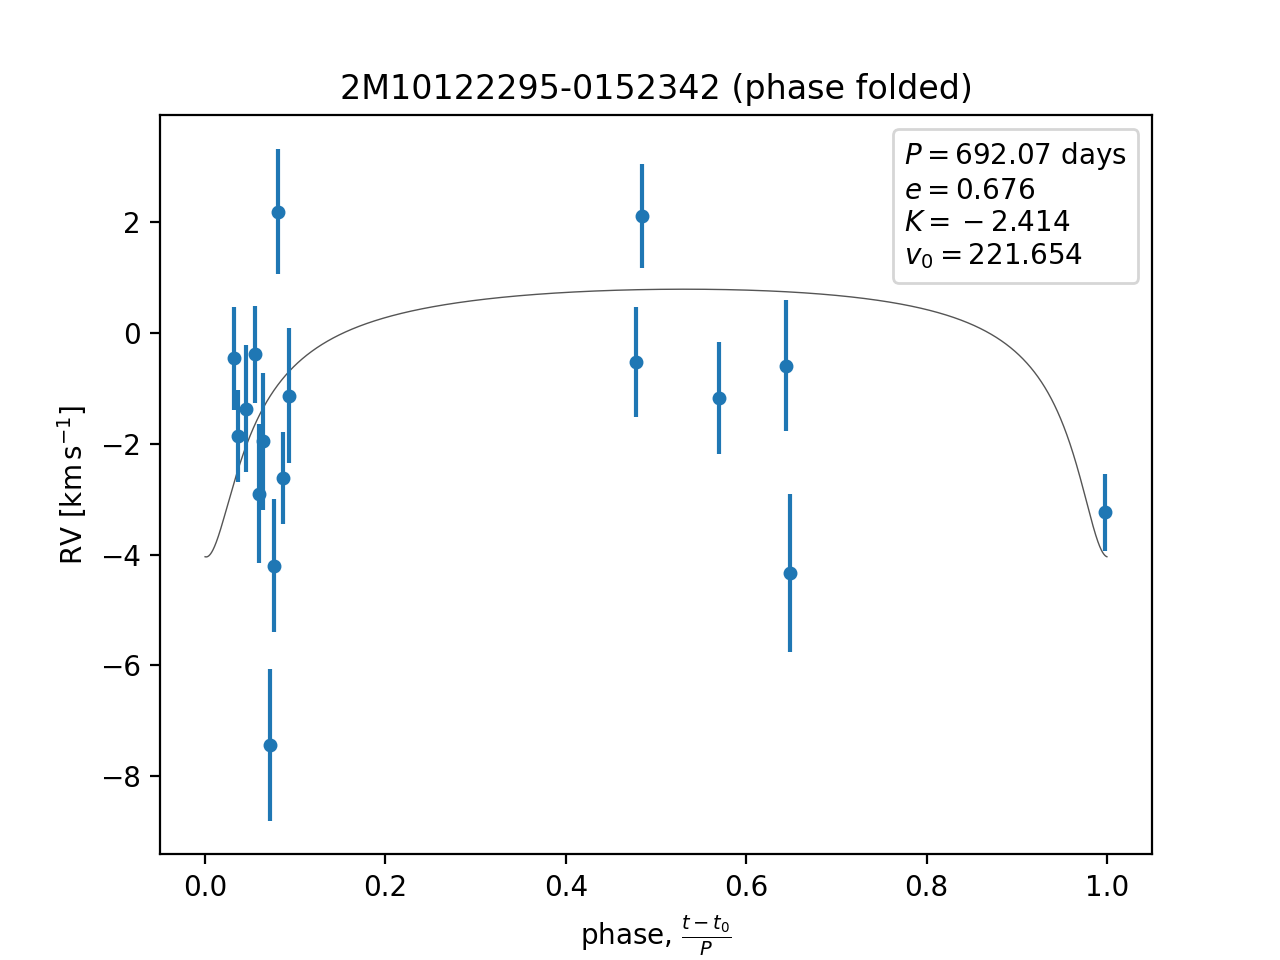 2M10122295-0152342 (phase folded)
P = 692.07 days
e = 0.676
K = −2.414
v₀ = 221.654
2
0
−2
−4
−6
−8
RV [km s⁻¹]
0.0 0.2 0.4 0.6 0.8 1.0
phase, (t − t₀)/P